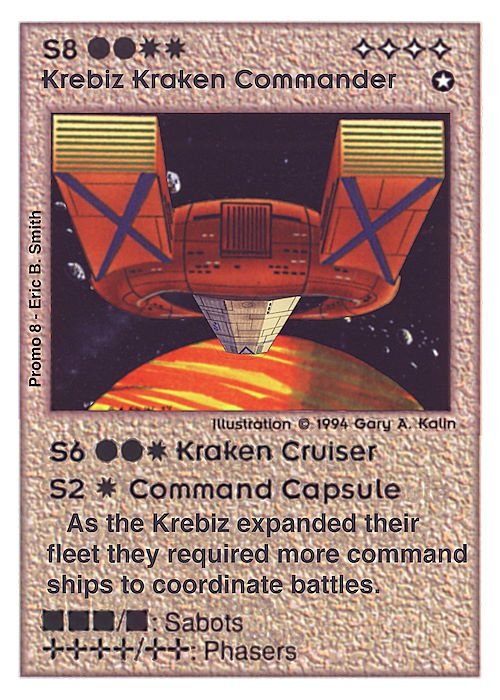 S8
Krebiz Kraken Commander
Promo 8 - Eric B. Smith
Illustration © 1994 Gary A. Kalin
S6 Kraken Cruiser
S2 Command Capsule
As the Krebiz expanded their
fleet they required more command
ships to coordinate battles.
/ : Sabots
/ : Phasers